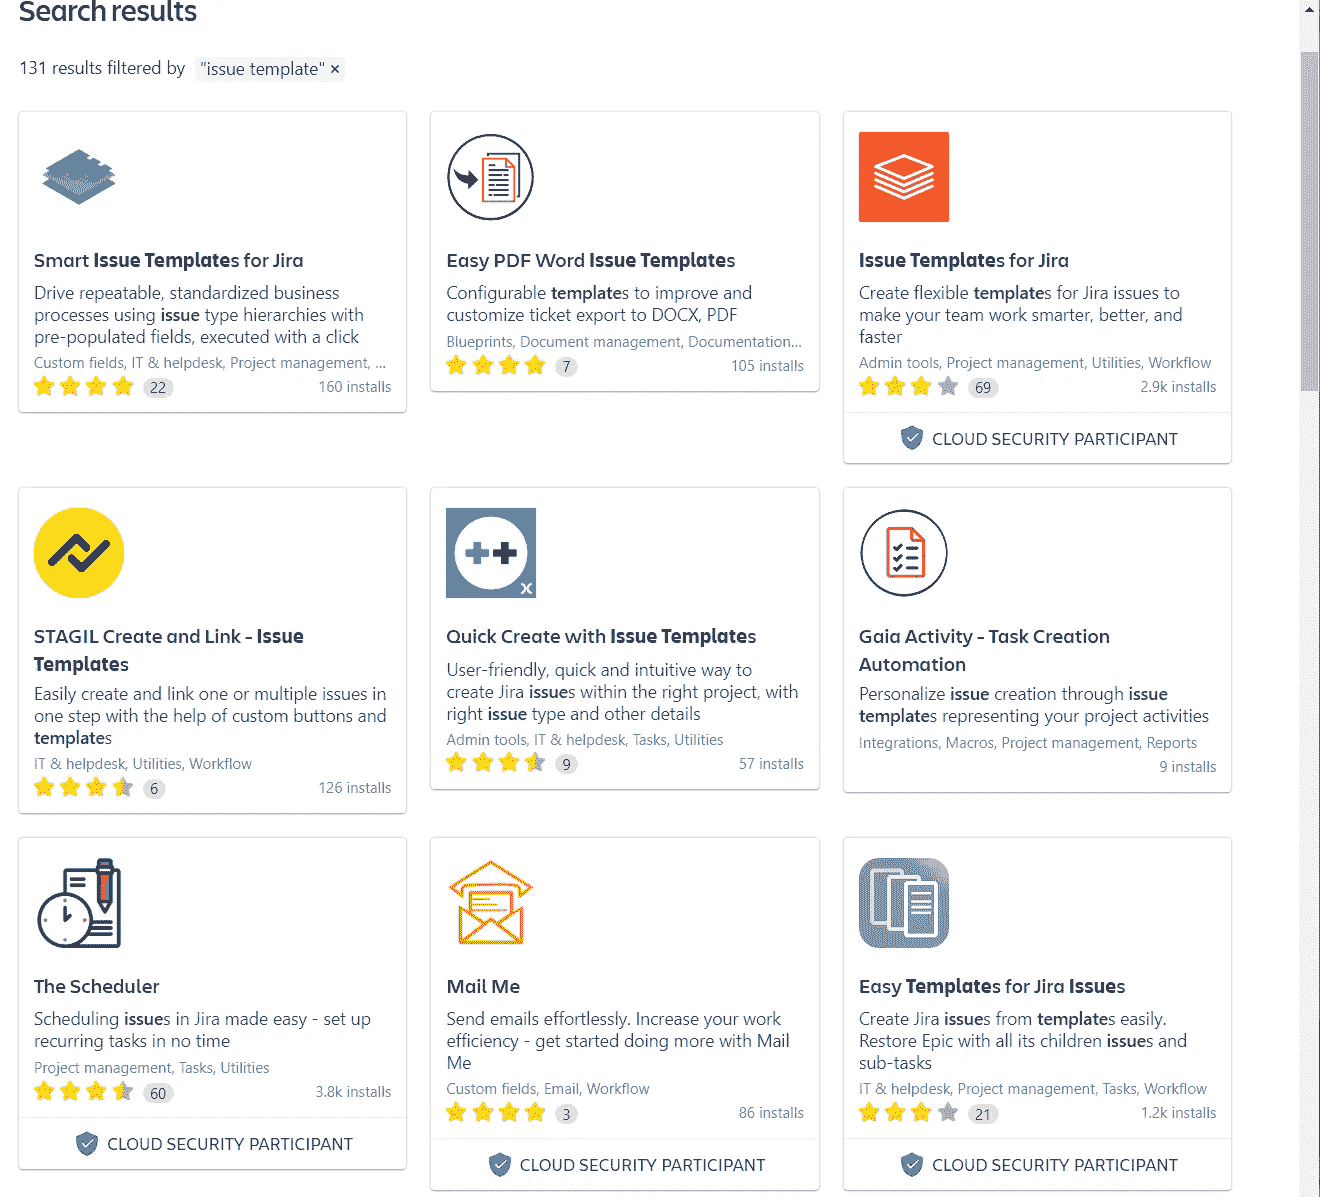 Search results
131 results filtered by "issue template" ×
Smart Issue Templates for Jira
Drive repeatable, standardized business
processes using issue type hierarchies with
pre-populated fields, executed with a click
Custom fields, IT & helpdesk, Project management, ...
22
160 installs
Easy PDF Word Issue Templates
Configurable templates to improve and
customize ticket export to DOCX, PDF
Blueprints, Document management, Documentation...
7
105 installs
Issue Templates for Jira
Create flexible templates for Jira issues to
make your team work smarter, better, and
faster
Admin tools, Project management, Utilities, Workflow
69
2.9k installs
CLOUD SECURITY PARTICIPANT
STAGIL Create and Link - Issue
Templates
Easily create and link one or multiple issues in
one step with the help of custom buttons and
templates
IT & helpdesk, Utilities, Workflow
6
126 installs
X
Quick Create with Issue Templates
User-friendly, quick and intuitive way to
create Jira issues within the right project, with
right issue type and other details
Admin tools, IT & helpdesk, Tasks, Utilities
9
57 installs
Gaia Activity - Task Creation
Automation
Personalize issue creation through issue
templates representing your project activities
Integrations, Macros, Project management, Reports
9 installs
The Scheduler
Scheduling issues in Jira made easy - set up
recurring tasks in no time
Project management, Tasks, Utilities
60
3.8k installs
CLOUD SECURITY PARTICIPANT
Mail Me
Send emails effortlessly. Increase your work
efficiency - get started doing more with Mail
Me
Custom fields, Email, Workflow
3
86 installs
CLOUD SECURITY PARTICIPANT
Easy Templates for Jira Issues
Create Jira issues from templates easily.
Restore Epic with all its children issues and
sub-tasks
IT & helpdesk, Project management, Tasks, Workflow
21
1.2k installs
CLOUD SECURITY PARTICIPANT